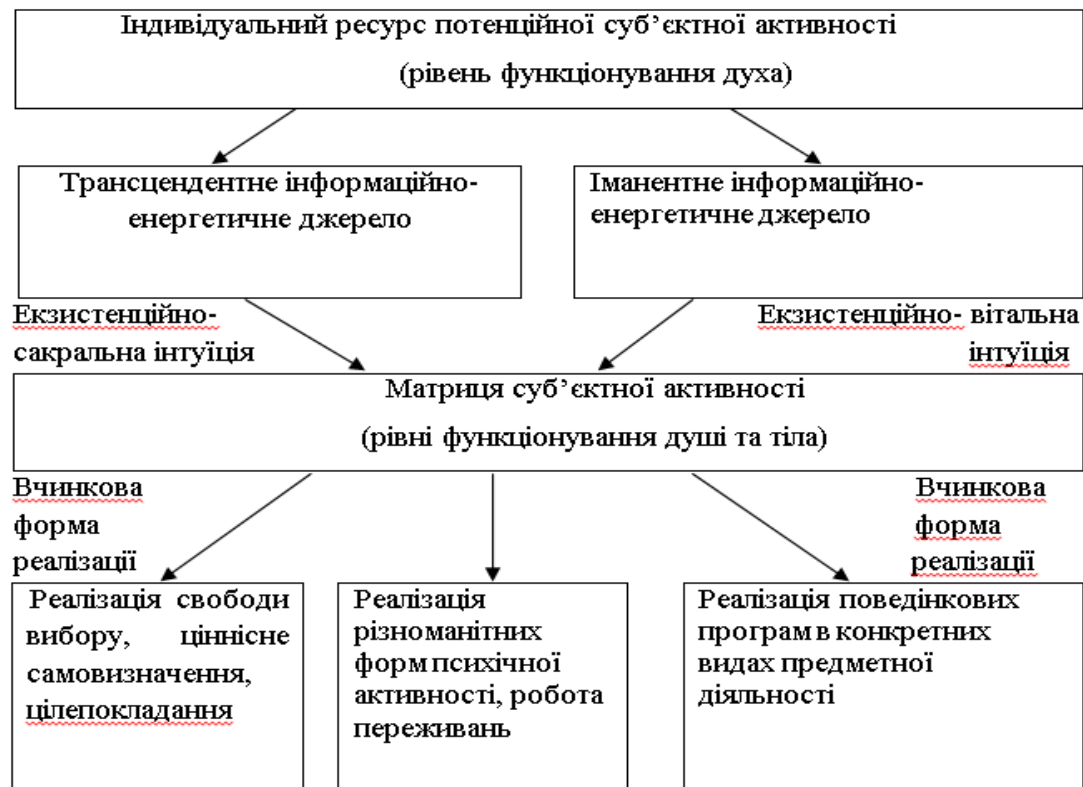 Індивідуальний ресурс потенційної суб’єктної активності
(рівень функціонування духа)
Трансцендентне інформаційно-
енергетичне джерело
Іманентне інформаційно-
енергетичне джерело
Екзистенційно-
сакральна інтуїція
Екзистенційно- вітальна
інтуїція
Матриця суб’єктної активності
(рівні функціонування душі та тіла)
Вчинкова
форма
реалізації
Вчинкова
форма
реалізації
Реалізація свободи
вибору, ціннісне
самовизначення,
цілепокладання
Реалізація
різноманітних
форм психічної
активності, робота
переживань
Реалізація поведінкових
програм в конкретних
видах предметної
діяльності